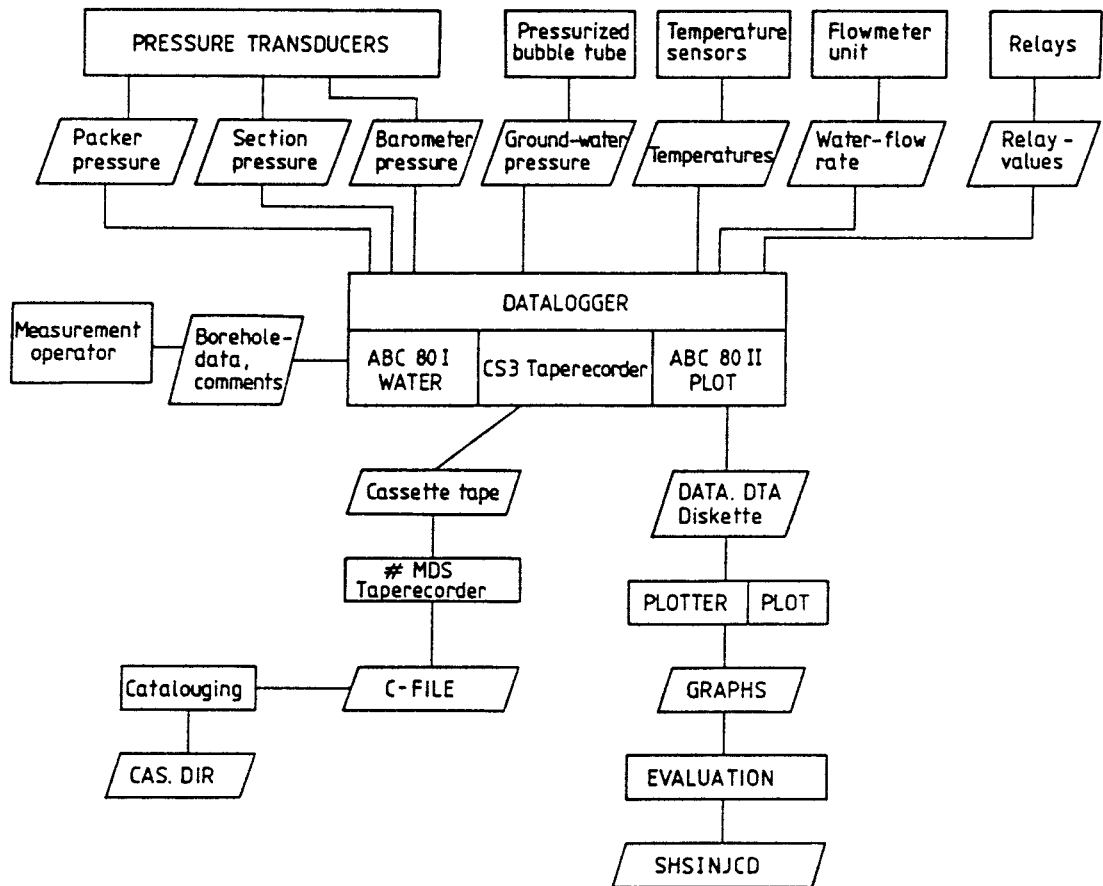 PRESSURE TRANSDUCERS
Pressurized
bubble tube
Temperature
sensors
Flowmeter
unit
Relays
Packer
pressure
Section
pressure
Barometer
pressure
Ground-water
pressure
Temperatures
Water-flow
rate
Relay-
values
DATALOGGER
Measurement
operator
Borehole-
data,
comments
ABC 80 I
WATER
CS3 Taperecorder
ABC 80 II
PLOT
Cassette tape
DATA. DTA
Diskette
# MDS
Taperecorder
PLOTTER
PLOT
Catalouging
C-FILE
GRAPHS
CAS. DIR
EVALUATION
SHSINJCD